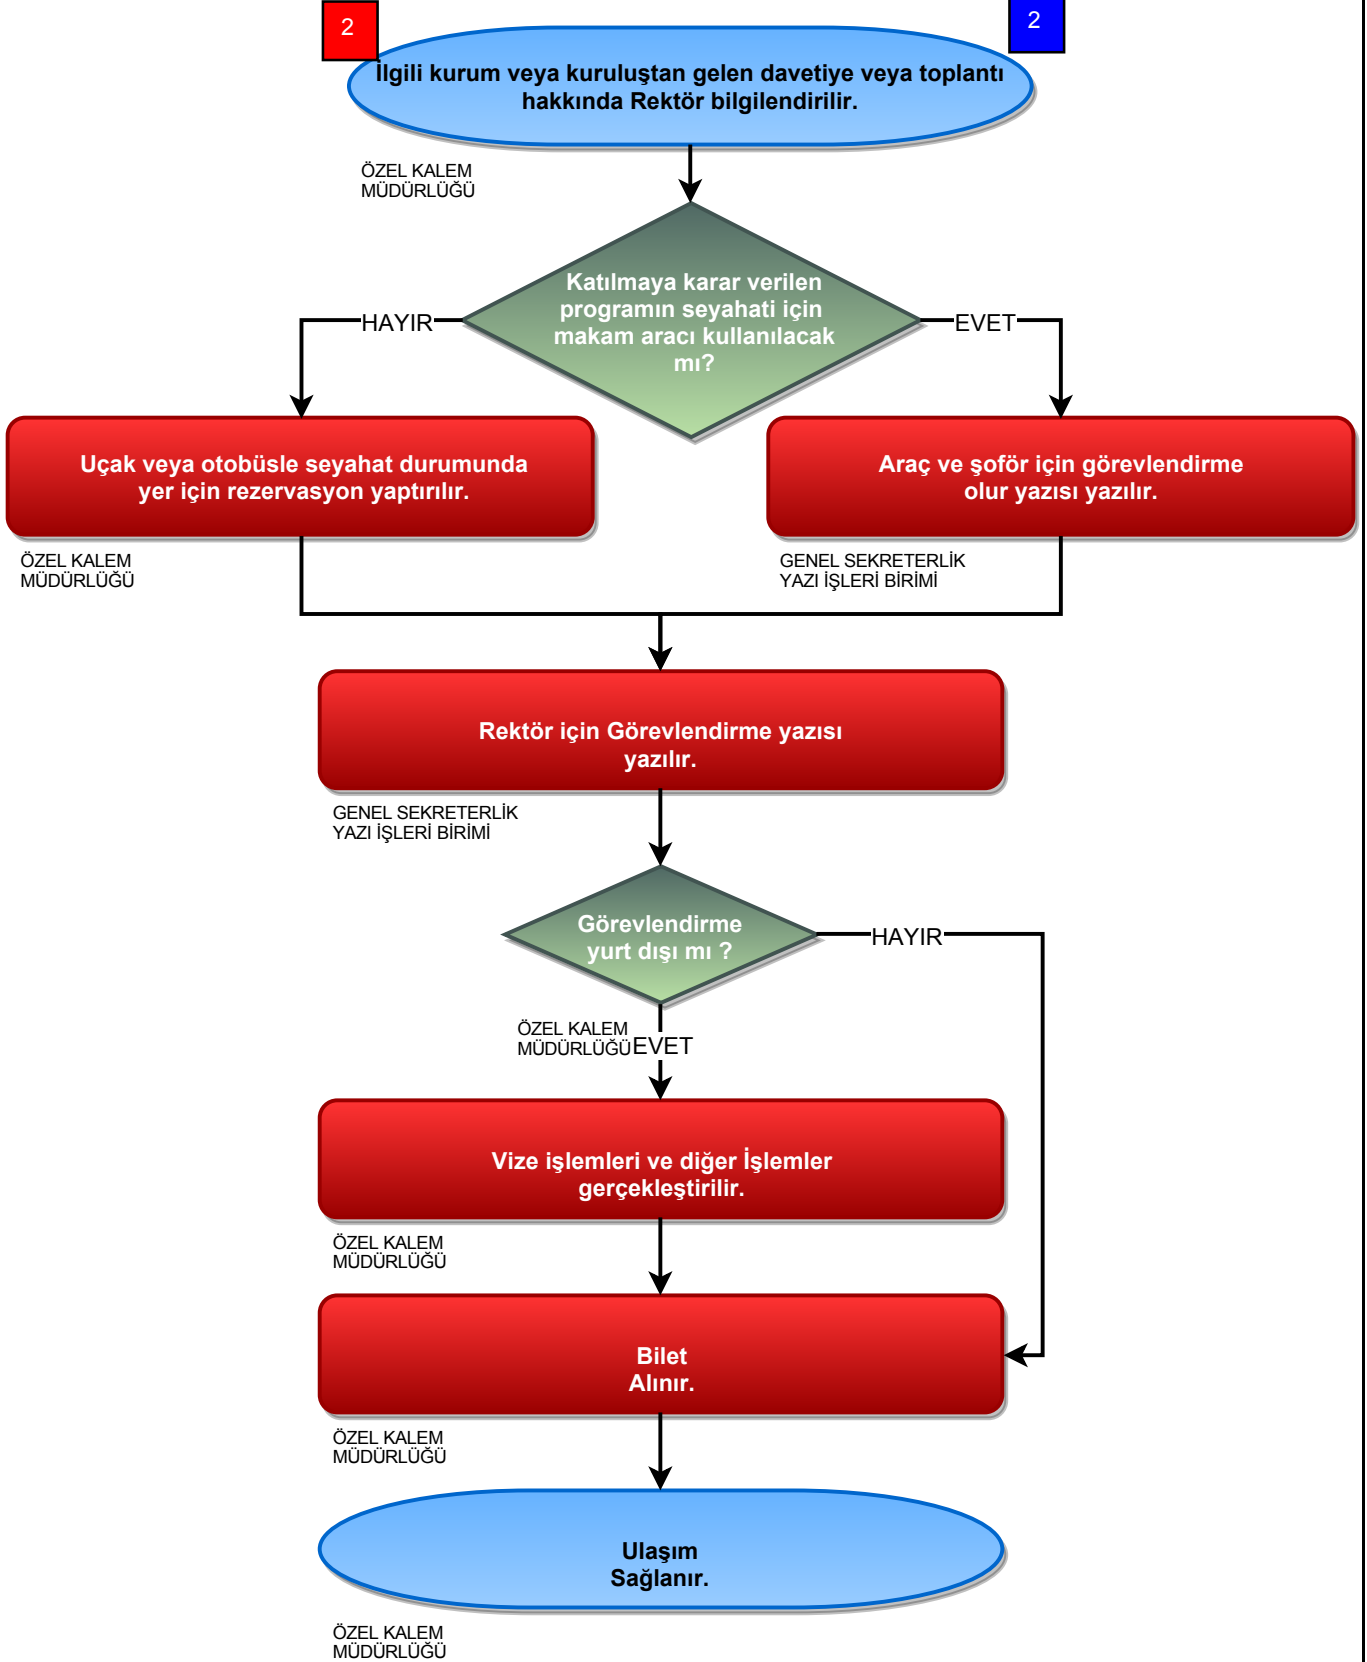 2
2
İlgili kurum veya kuruluştan gelen davetiye veya toplantı
hakkında Rektör bilgilendirilir.
ÖZEL KALEM
MÜDÜRLÜĞÜ
Katılmaya karar verilen
programın seyahati için
makam aracı kullanılacak
mı?
HAYIR
EVET
Uçak veya otobüsle seyahat durumunda
yer için rezervasyon yaptırılır.
Araç ve şoför için görevlendirme
olur yazısı yazılır.
ÖZEL KALEM
MÜDÜRLÜĞÜ
GENEL SEKRETERLİK
YAZI İŞLERİ BİRİMİ
Rektör için Görevlendirme yazısı
yazılır.
GENEL SEKRETERLİK
YAZI İŞLERİ BİRİMİ
Görevlendirme
yurt dışı mı ?
HAYIR
ÖZEL KALEM
MÜDÜRLÜĞÜ
EVET
Vize işlemleri ve diğer İşlemler
gerçekleştirilir.
ÖZEL KALEM
MÜDÜRLÜĞÜ
Bilet
Alınır.
ÖZEL KALEM
MÜDÜRLÜĞÜ
Ulaşım
Sağlanır.
ÖZEL KALEM
MÜDÜRLÜĞÜ